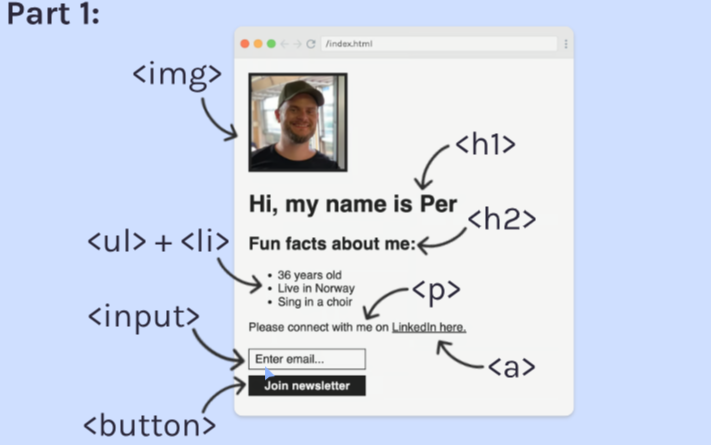 Part 1:
/index.html
<img>
<h1>
Hi, my name is Per
<h2>
<ul> + <li>
Fun facts about me:
• 36 years old
• Live in Norway
• Sing in a choir
<p>
<input>
Please connect with me on LinkedIn here.
Enter email...
<a>
Join newsletter
<button>